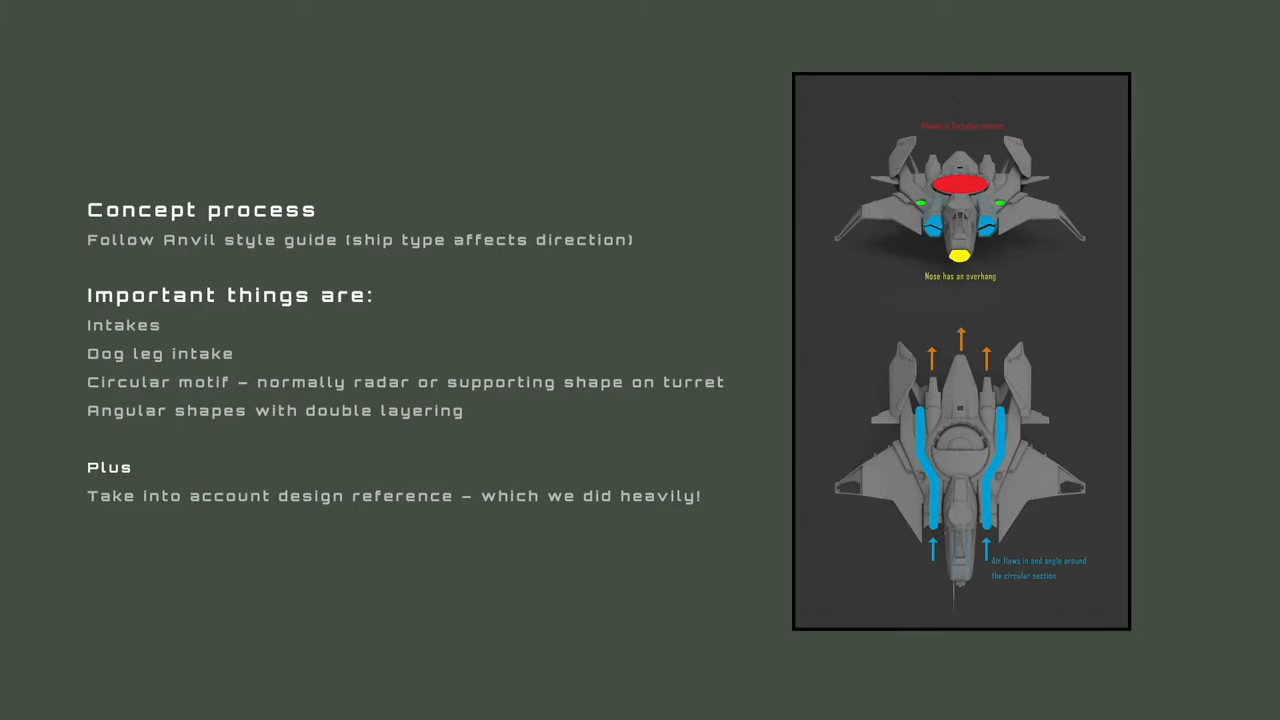 Concept process
Follow Anvil style guide (ship type affects direction)
Important things are:
Intakes
Dog leg intake
Circular motif – normally radar or supporting shape on turret
Angular shapes with double layering
Plus
Take into account design reference – which we did heavily!
Nose has an overhang
Air flows in and angle around
the circular section